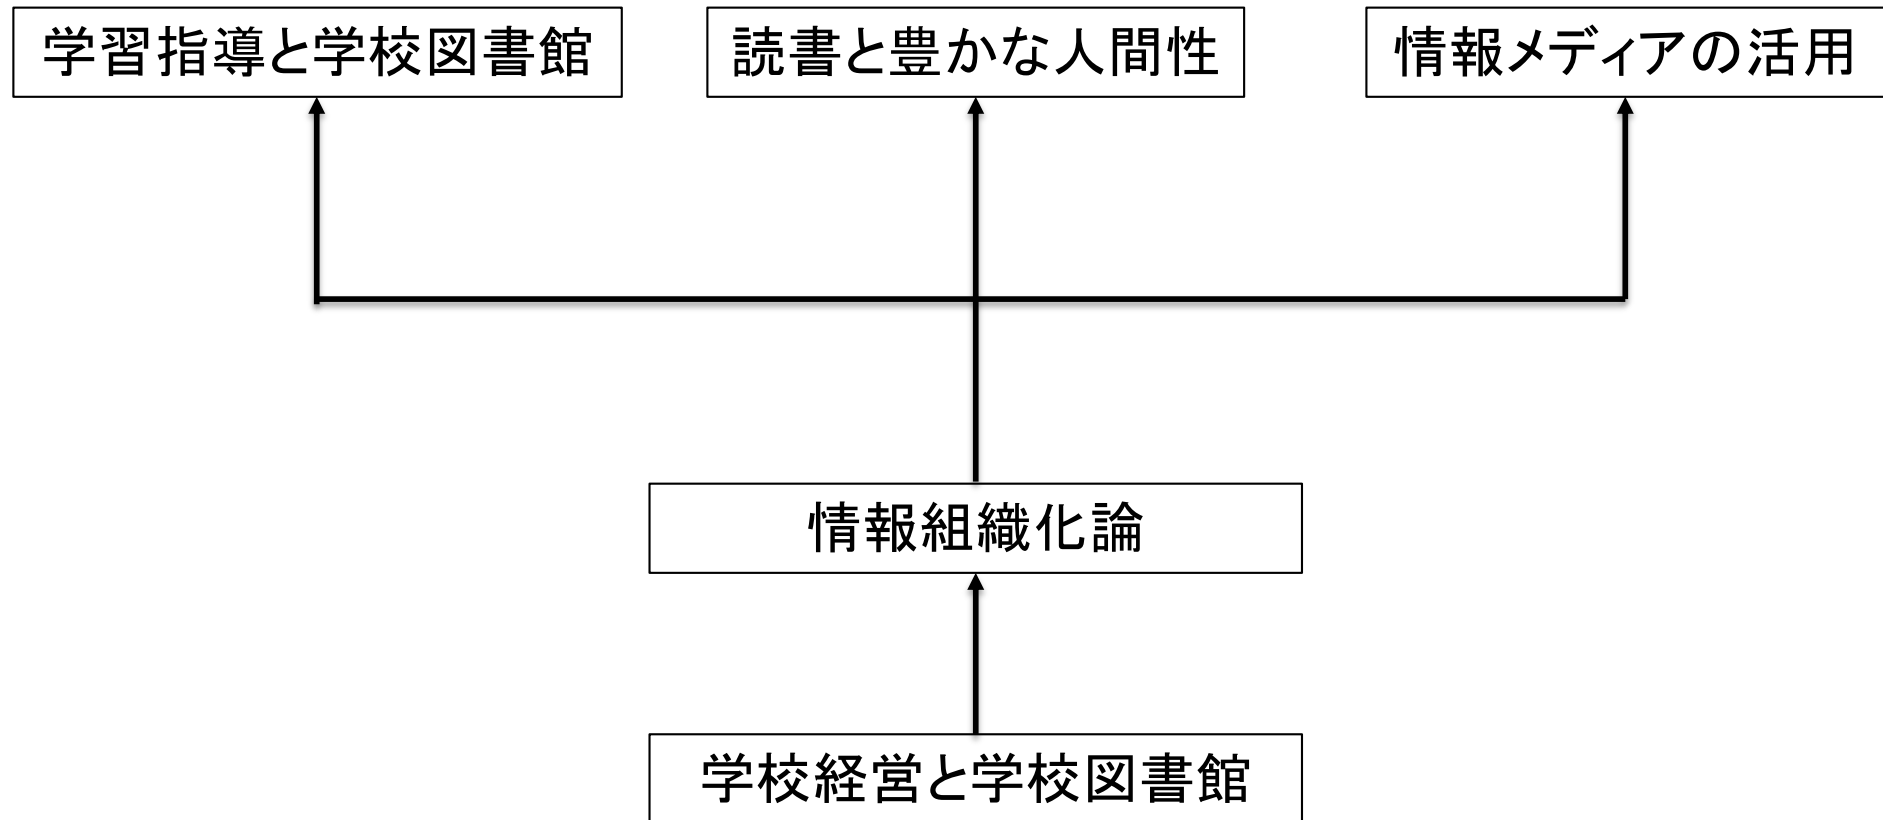 学習指導と学校図書館
読書と豊かな人間性
情報メディアの活用
情報組織化論
学校経営と学校図書館